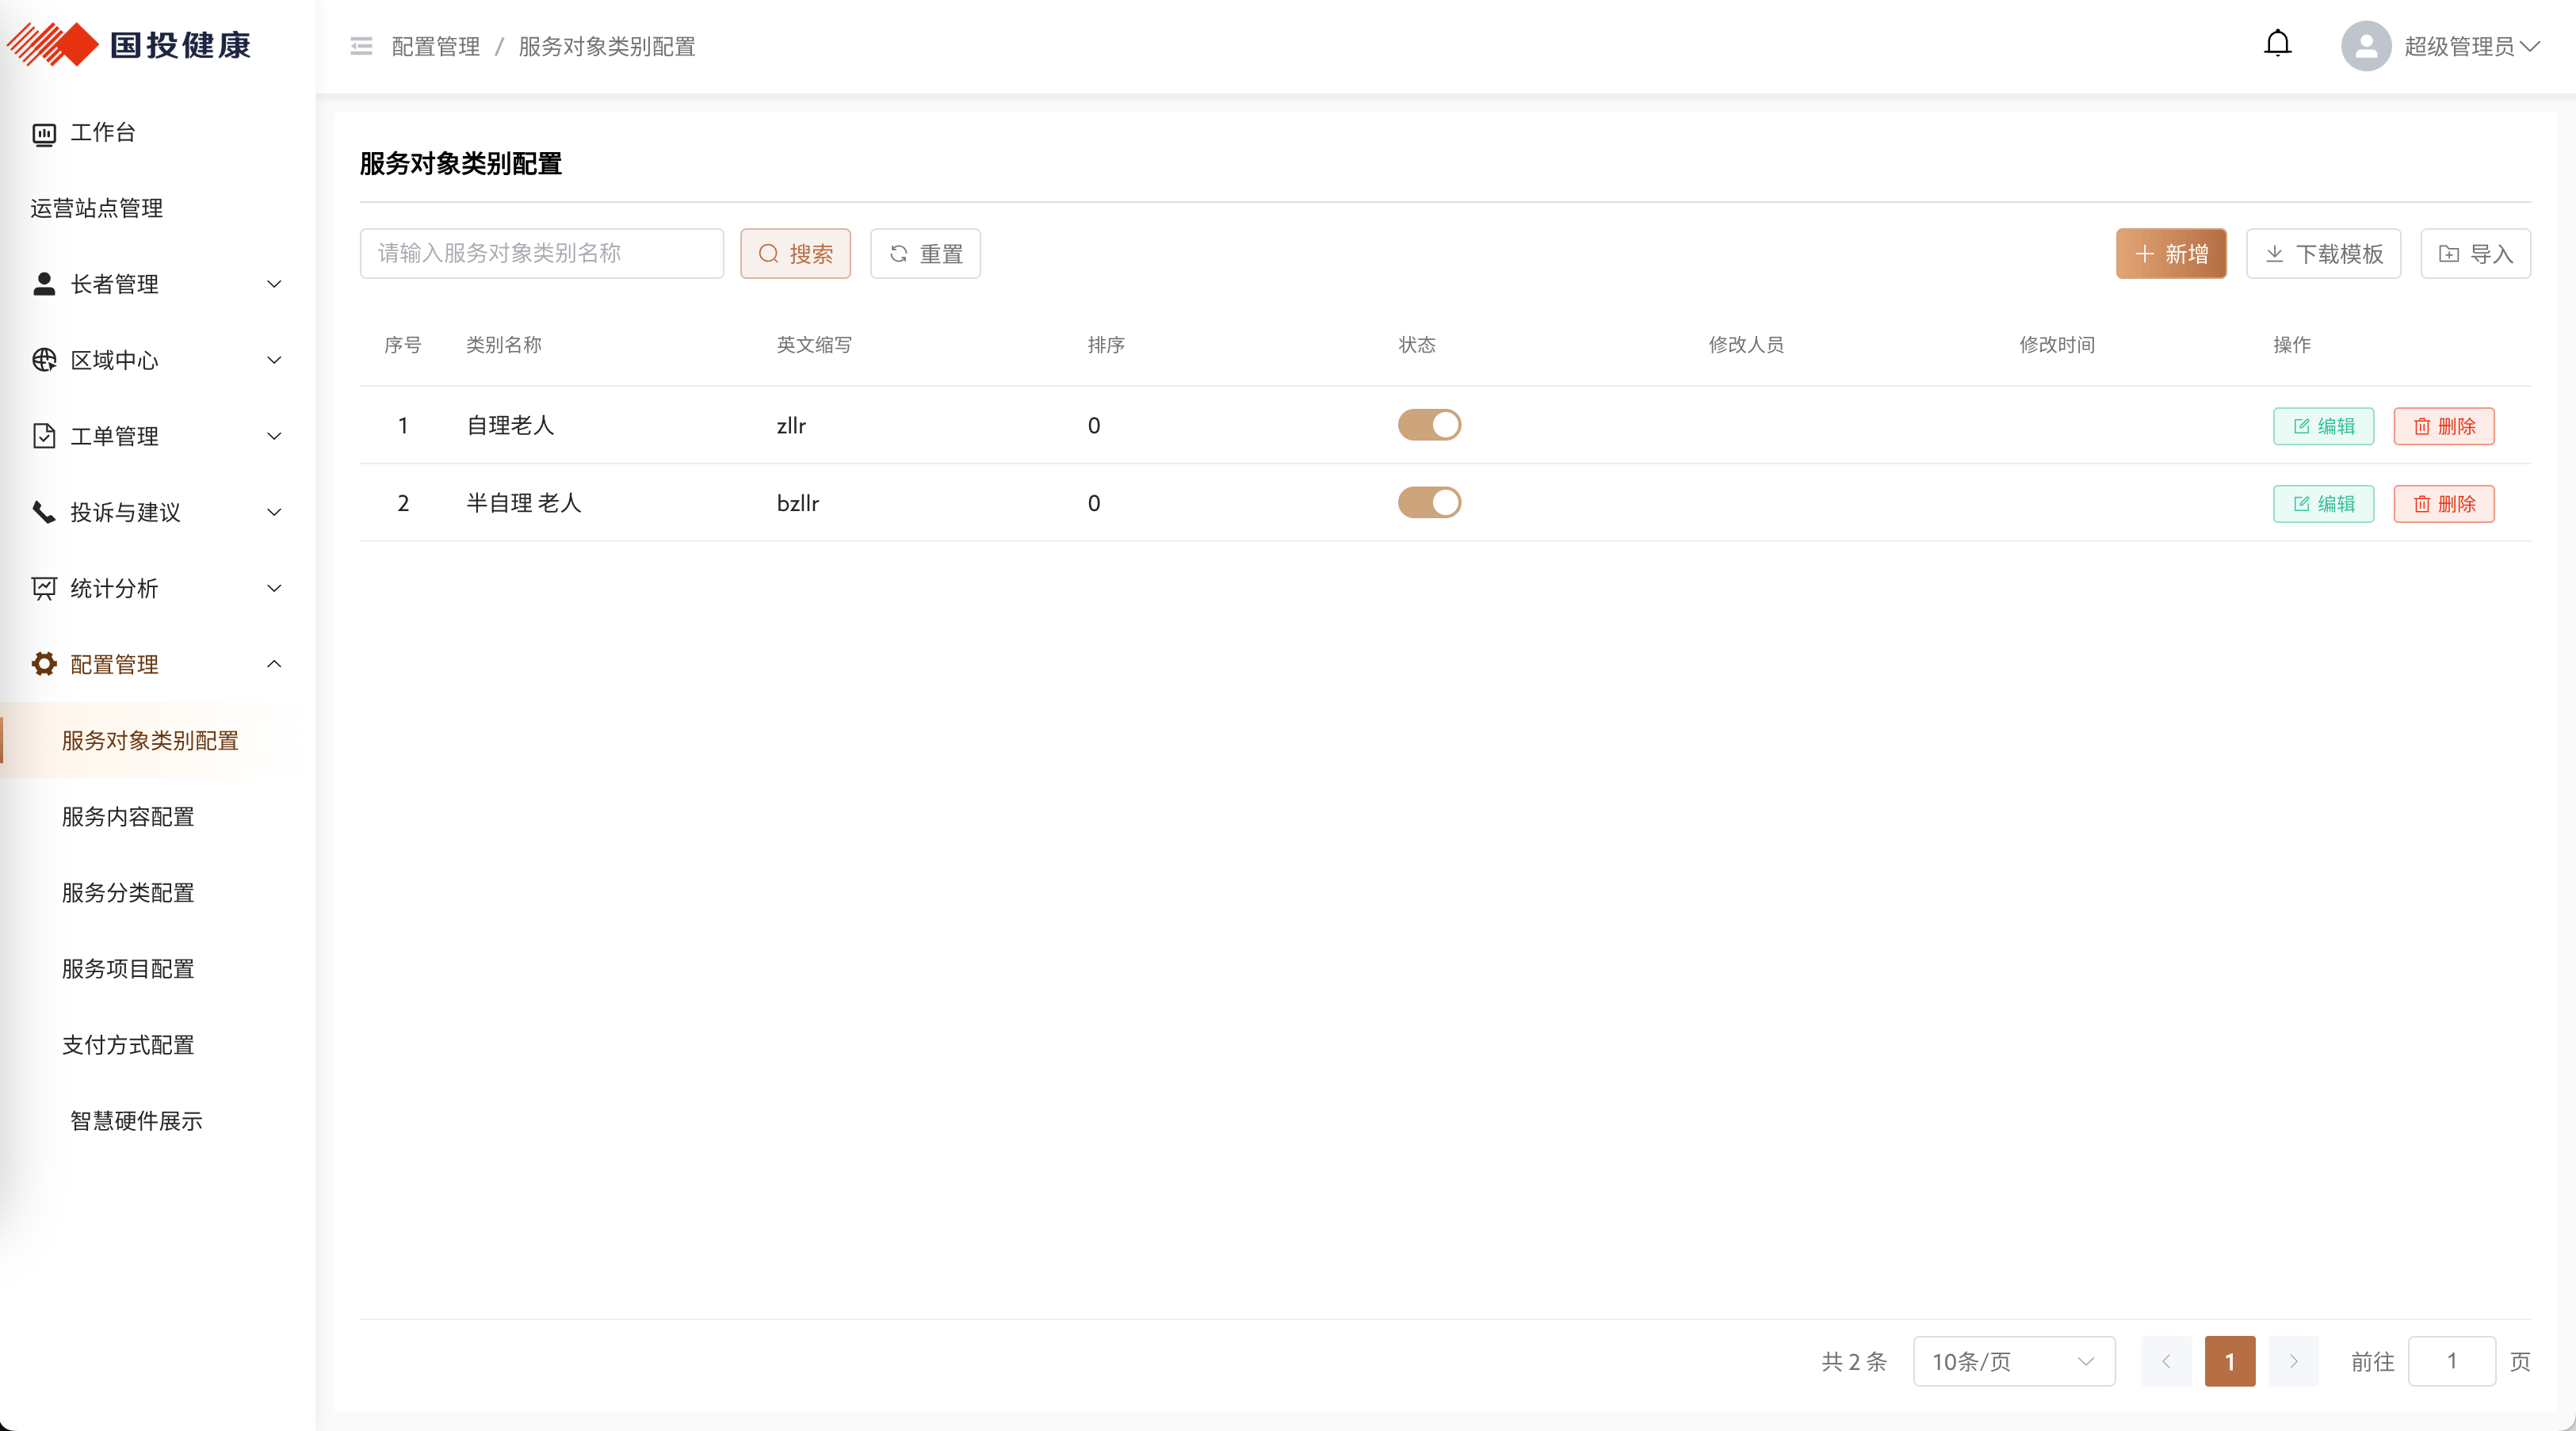 国投健康
配置管理 / 服务对象类别配置
超级管理员
工作台
运营站点管理
长者管理
区域中心
工单管理
投诉与建议
统计分析
配置管理
服务对象类别配置
服务内容配置
服务分类配置
服务项目配置
支付方式配置
智慧硬件展示
服务对象类别配置
请输入服务对象类别名称 搜索 重置 新增 下载模板 导入
序号 类别名称 英文缩写 排序 状态 修改人员 修改时间 操作
1 自理老人 zllr 0 编辑 删除
2 半自理 老人 bzllr 0 编辑 删除
共 2 条 10条/页 1 前往 1 页